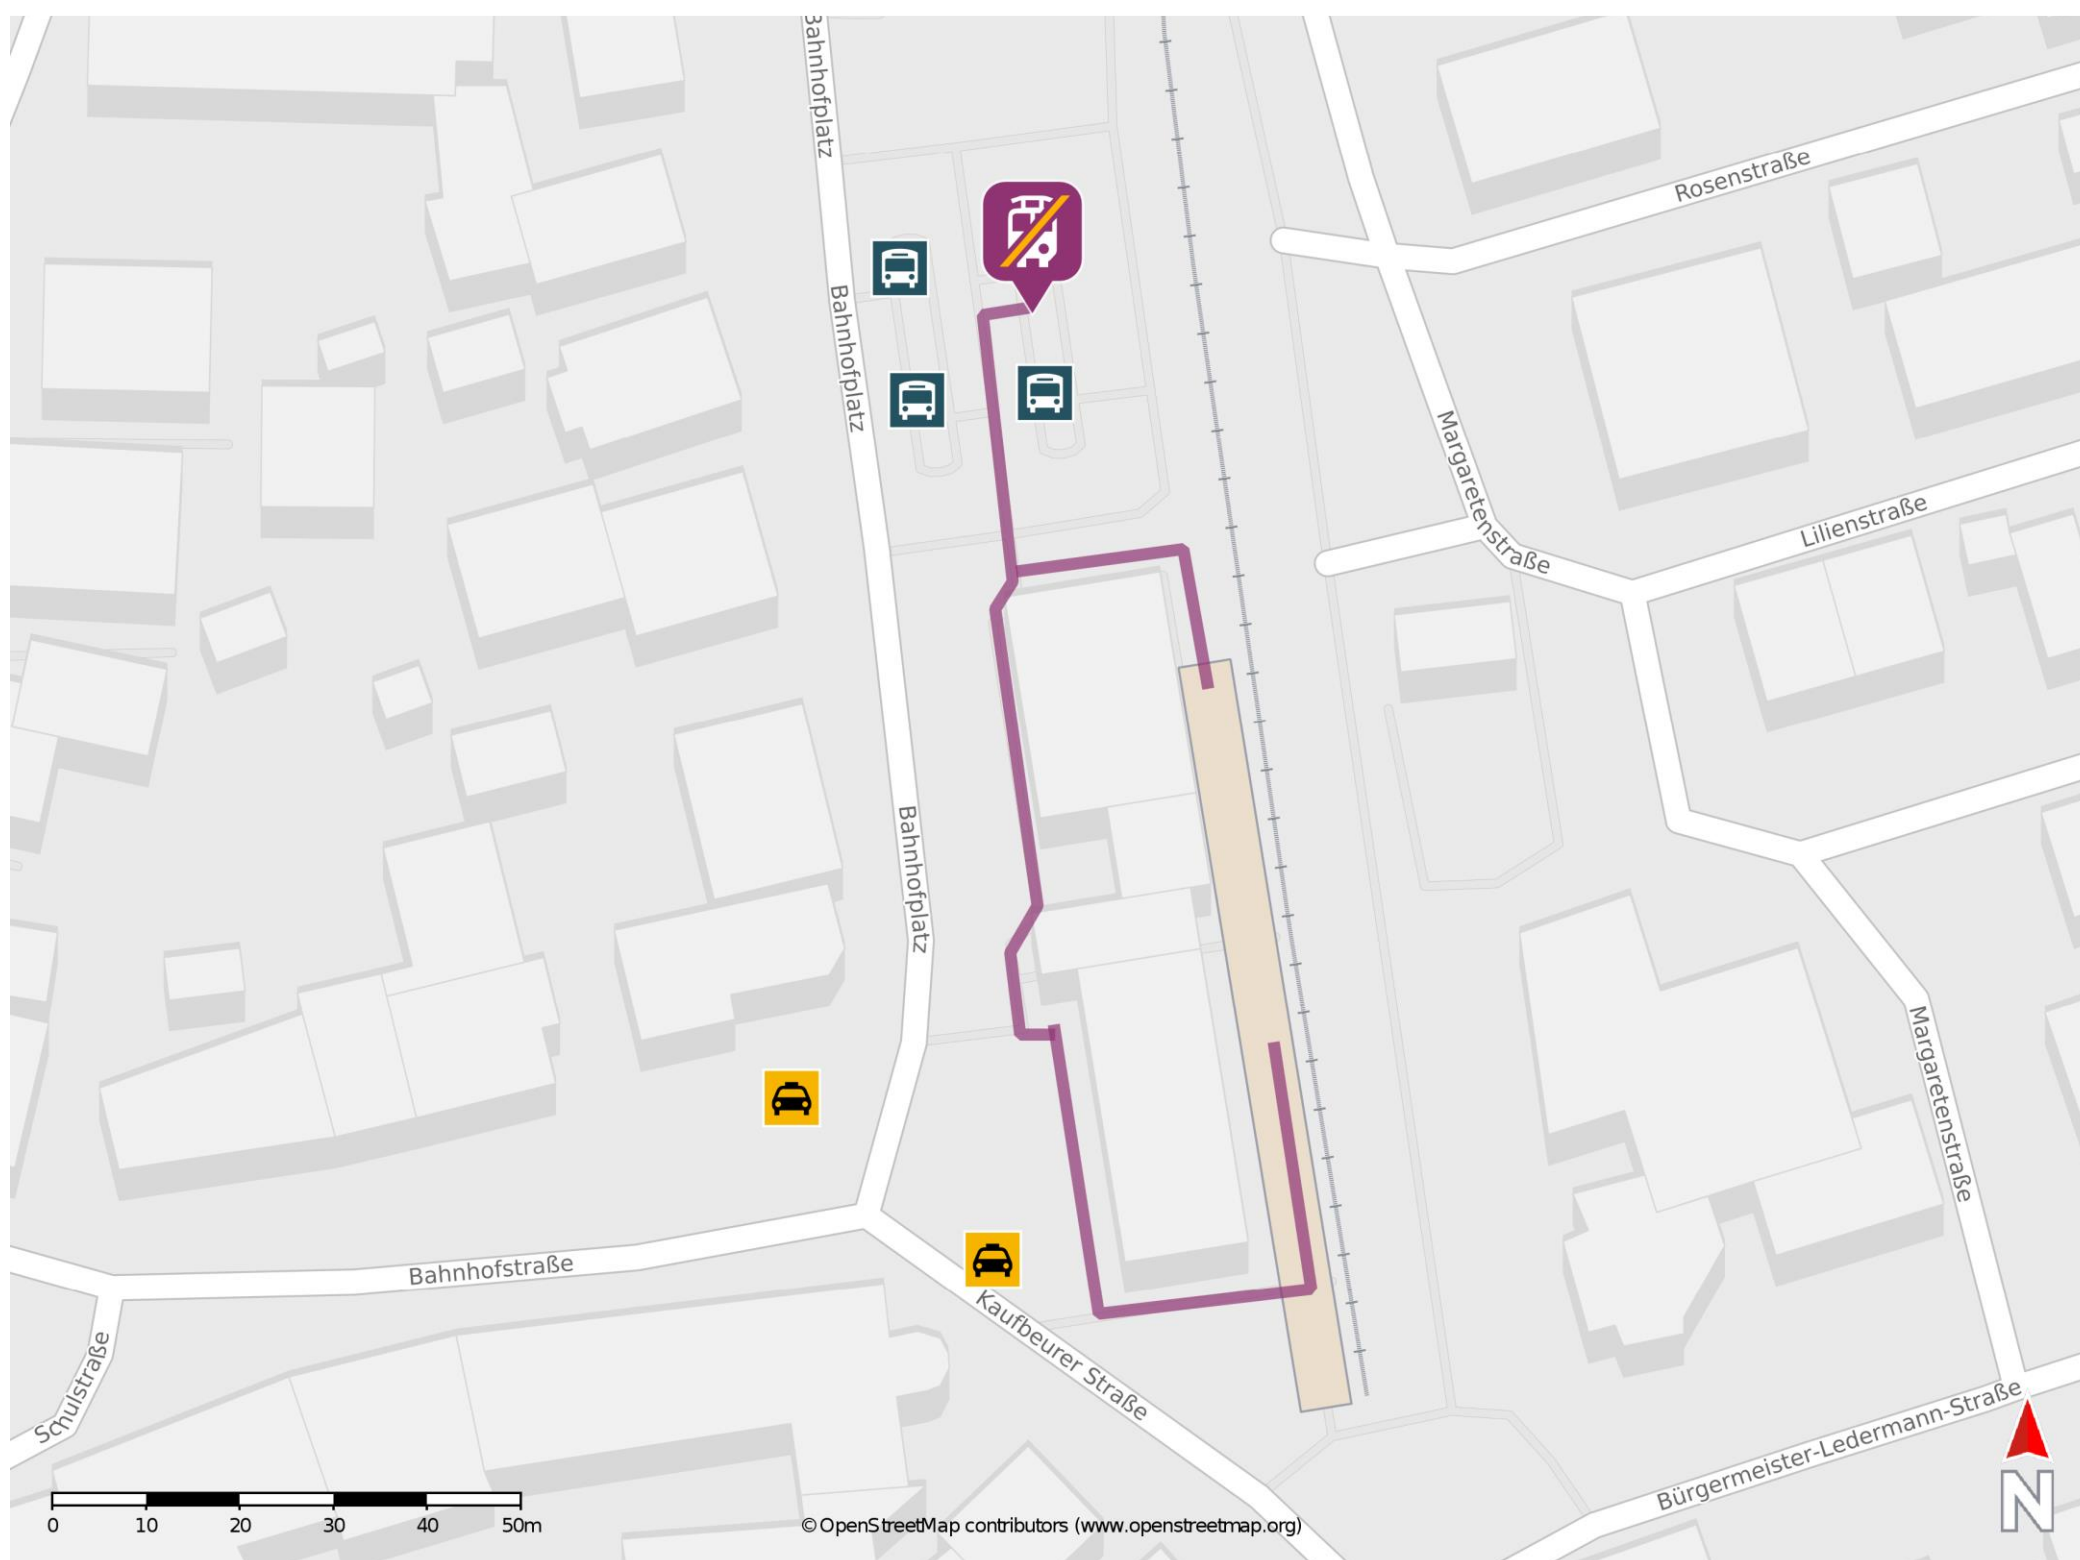 Bahnhofplatz
Rosenstraße
Bahnhofplatz
Margaretenstraße
Lilienstraße
Bahnhofplatz
Margaretenstraße
Bahnhofstraße
Kaufbeurer Straße
Schulstraße
Bürgermeister-Ledermann-Straße
N
0 10 20 30 40 50m
© OpenStreetMap contributors (www.openstreetmap.org)